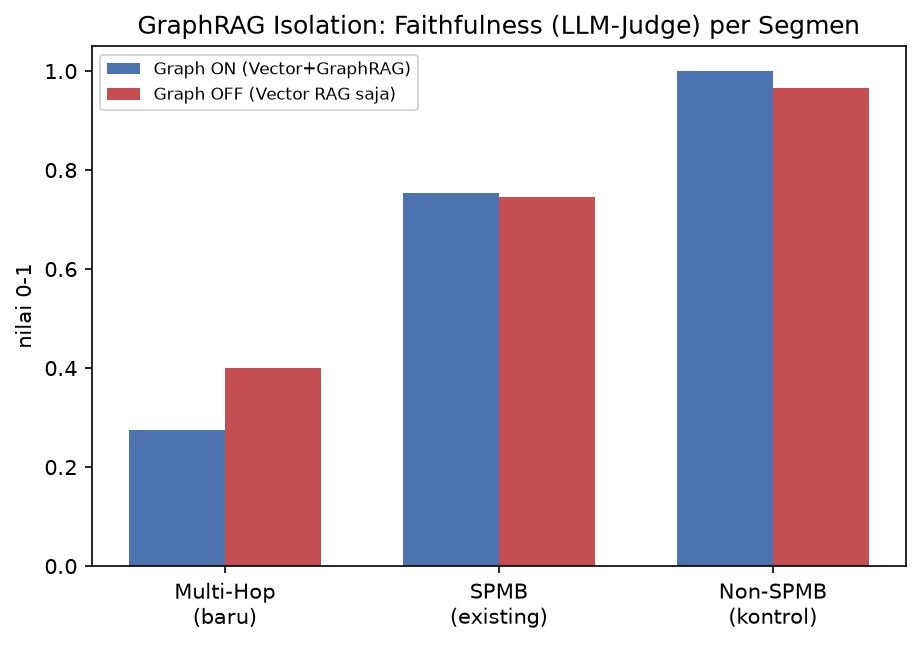 GraphRAG Isolation: Faithfulness (LLM-Judge) per Segmen
Graph ON (Vector+GraphRAG)
Graph OFF (Vector RAG saja)
nilai 0-1
1.0
0.8
0.6
0.4
0.2
0.0
Multi-Hop
(baru)
SPMB
(existing)
Non-SPMB
(kontrol)